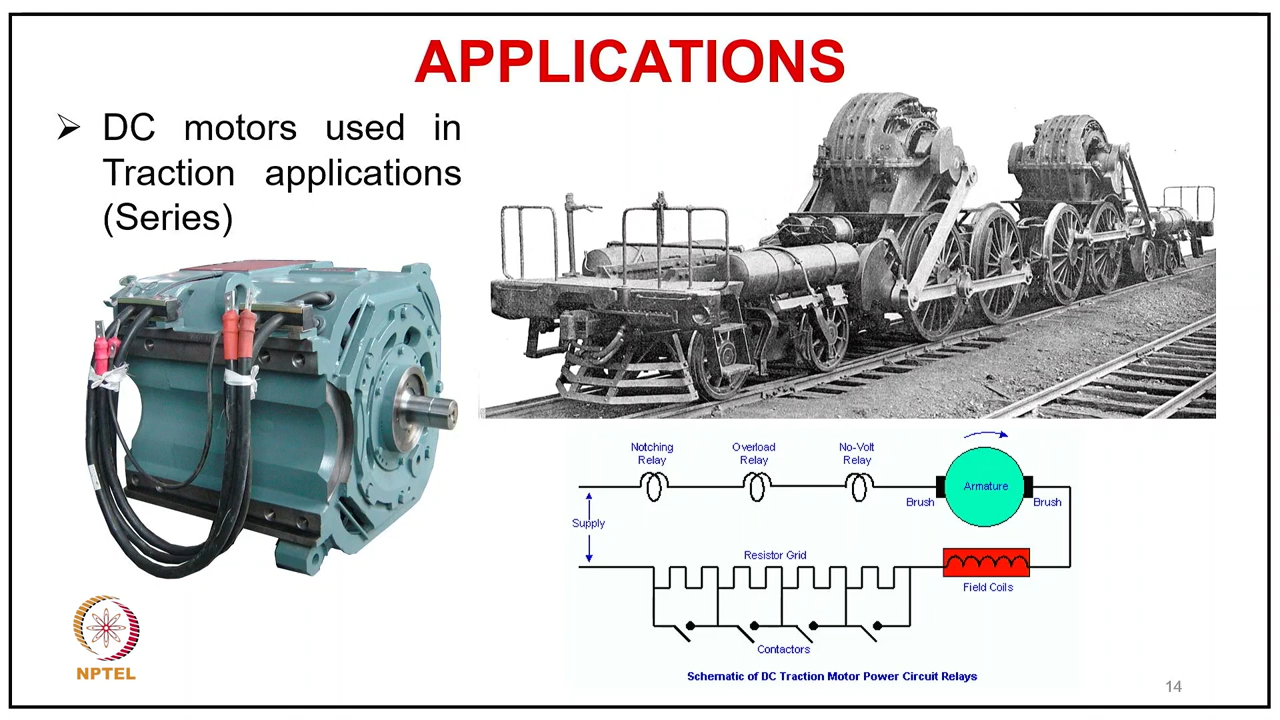 APPLICATIONS
➢ DC motors used in
Traction applications
(Series)
Notching
Relay
Overload
Relay
No-Volt
Relay
Armature
Brush
Brush
Supply
Resistor Grid
Field Coils
Contactors
Schematic of DC Traction Motor Power Circuit Relays
NPTEL
14